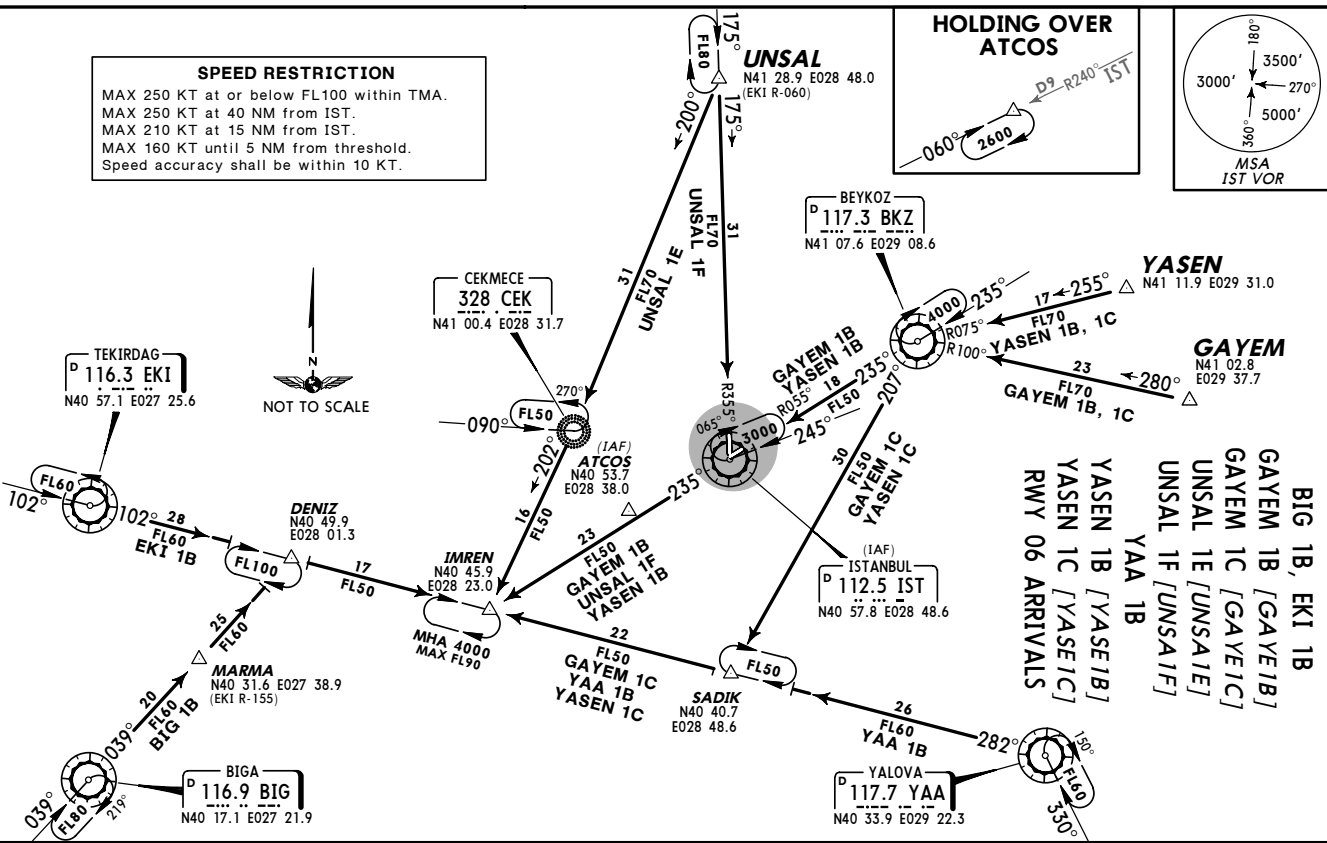 SPEED RESTRICTION
MAX 250 KT at or below FL100 within TMA.
MAX 250 KT at 40 NM from IST.
MAX 210 KT at 15 NM from IST.
MAX 160 KT until 5 NM from threshold.
Speed accuracy shall be within 10 KT.
175°
FL80
UNSAL
N41 28.9 E028 48.0
(EKI R-060)
200°
175°
HOLDING OVER
ATCOS
D9 R240° IST
060°
2600
180°
3500'
3000'
270°
5000'
360°
MSA
IST VOR
31
FL70
UNSAL 1E
31
FL70
UNSAL 1F
BEYKOZ
D 117.3 BKZ
N41 07.6 E029 08.6
CEKMECE
328 CEK
N41 00.4 E028 31.7
YASEN
N41 11.9 E029 31.0
17
255°
FL70
YASEN 1B, 1C
4000
235°
R075°
R100°
GAYEM
N41 02.8
E029 37.7
23
280°
FL70
GAYEM 1B, 1C
TEKIRDAG
D 116.3 EKI
N40 57.1 E027 25.6
N
NOT TO SCALE
270°
FL50
090°
202°
16
FL50
GAYEM 1B
YASEN 1B
235°
18
FL50
R055°
R355°
065°
3000
245°
207°
30
FL50
GAYEM 1C
YASEN 1C
(IAF)
ATCOS
N40 53.7
E028 38.0
235°
23
FL50
GAYEM 1B
UNSAL 1F
YASEN 1B
(IAF)
ISTANBUL
D 112.5 IST
N40 57.8 E028 48.6
FL60
102°
102°
28
FL60
EKI 1B
DENIZ
N40 49.9
E028 01.3
FL100
17
FL50
IMREN
N40 45.9
E028 23.0
MHA 4000
MAX FL90
22
FL50
GAYEM 1C
YAA 1B
YASEN 1C
FL50
SADIK
N40 40.7
E028 48.6
26
FL60
YAA 1B
282°
150°
FL60
330°
YALOVA
D 117.7 YAA
N40 33.9 E029 22.3
25
FL60
MARMA
N40 31.6 E027 38.9
(EKI R-155)
20
FL60
BIG 1B
039°
039°
FL80
219°
BIGA
D 116.9 BIG
N40 17.1 E027 21.9
BIG 1B, EKI 1B
GAYEM 1B [GAYE1B]
GAYEM 1C [GAYE1C]
UNSAL 1E [UNSA1E]
UNSAL 1F [UNSA1F]
YAA 1B
YASEN 1B [YASE1B]
YASEN 1C [YASE1C]
RWY 06 ARRIVALS